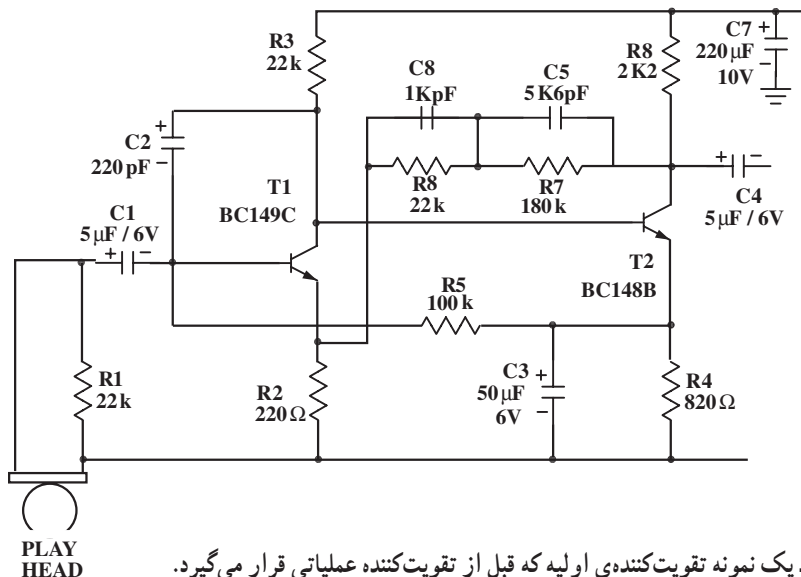 R3
22k
C8
1KpF
C5
5K6pF
R8
2K2
C7
220μF
10V
+
−
C2
220pF
+
−
T1
BC149C
R8
22k
R7
180k
+ −
C4
5μF/6V
C1
5μF / 6V
+ −
T2
BC148B
R5
100k
R1
22k
R2
220Ω
C3
50μF
6V
+
−
R4
820Ω
PLAY
HEAD
یک نمونه تقویت‌کننده‌ی اولیه که قبل از تقویت‌کننده عملیاتی قرار می‌گیرد.